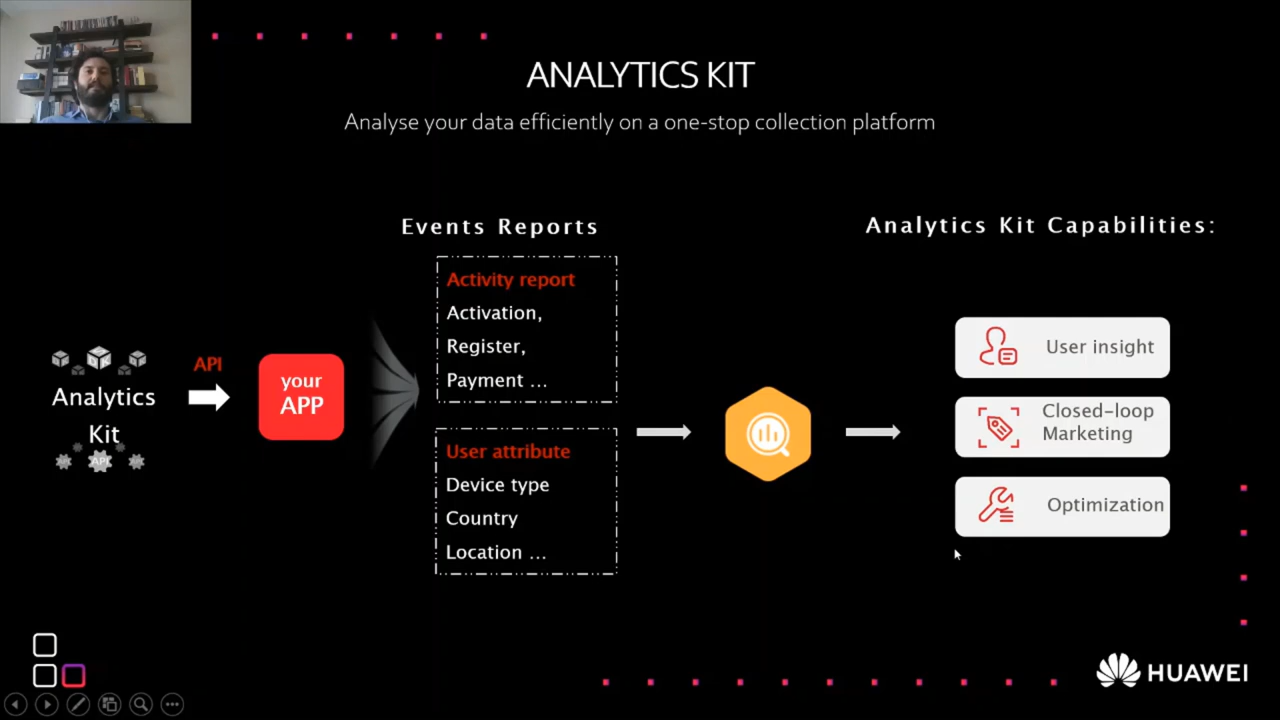 ANALYTICS KIT
Analyse your data efficiently on a one-stop collection platform
Events Reports
Analytics Kit Capabilities:
Analytics
Kit
API
API
your
APP
Activity report
Activation,
Register,
Payment ...
User attribute
Device type
Country
Location ...
User insight
Closed-loop
Marketing
Optimization
HUAWEI